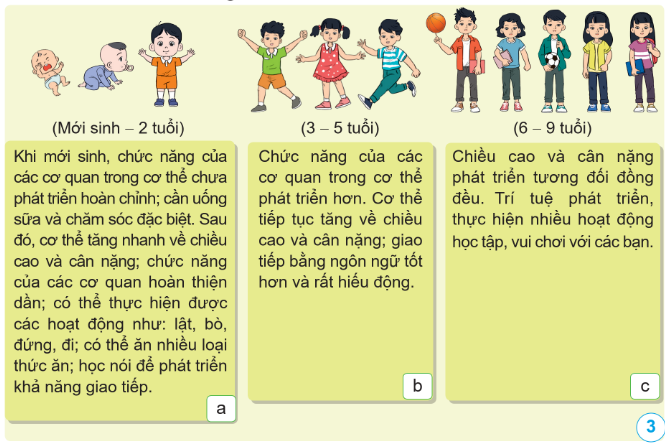 (Mới sinh – 2 tuổi)
(3 – 5 tuổi)
(6 – 9 tuổi)
Khi mới sinh, chức năng của
các cơ quan trong cơ thể chưa
phát triển hoàn chỉnh; cần uống
sữa và chăm sóc đặc biệt. Sau
đó, cơ thể tăng nhanh về chiều
cao và cân nặng; chức năng
của các cơ quan hoàn thiện
dần; có thể thực hiện được
các hoạt động như: lật, bò,
đứng, đi; có thể ăn nhiều loại
thức ăn; học nói để phát triển
khả năng giao tiếp.
a
Chức năng của các
cơ quan trong cơ thể
phát triển hơn. Cơ thể
tiếp tục tăng về chiều
cao và cân nặng; giao
tiếp bằng ngôn ngữ tốt
hơn và rất hiếu động.
b
Chiều cao và cân nặng
phát triển tương đối đồng
đều. Trí tuệ phát triển,
thực hiện nhiều hoạt động
học tập, vui chơi với các bạn.
c
3